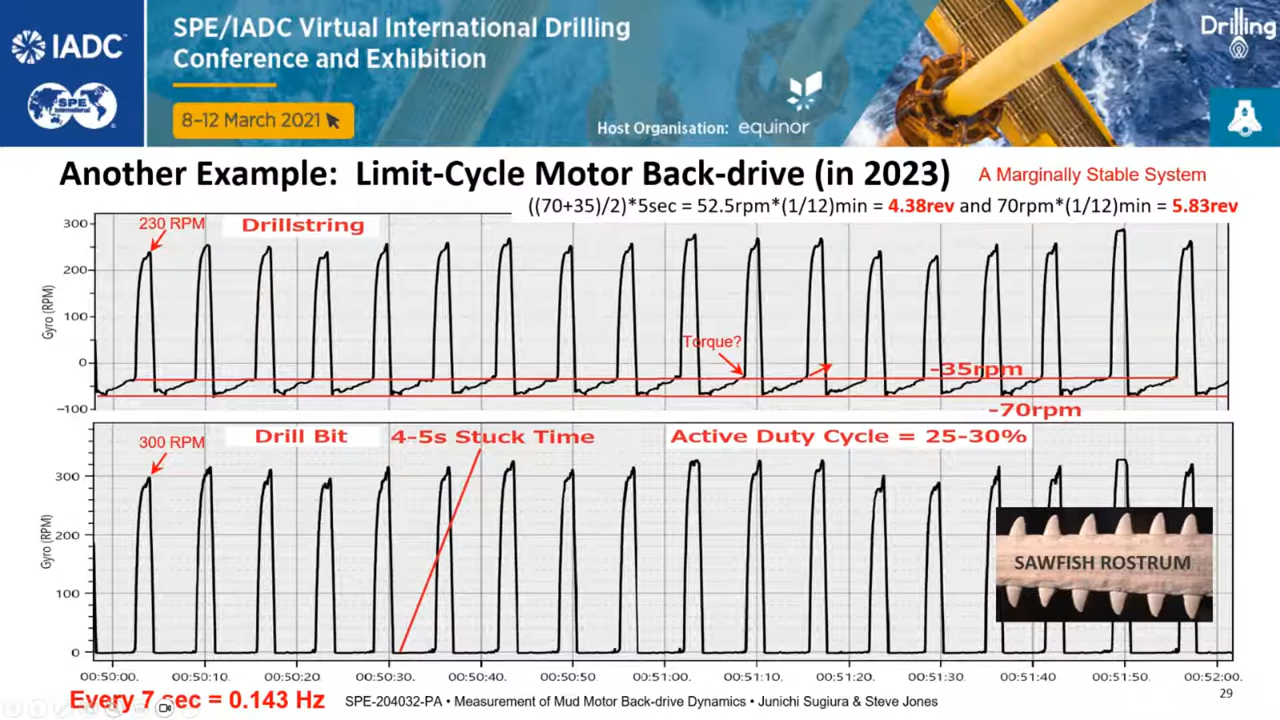 IADC
SPE International
SPE/IADC Virtual International Drilling
Conference and Exhibition
8–12 March 2021
Host Organisation: equinor
Drilling
Another Example: Limit-Cycle Motor Back-drive (in 2023)
A Marginally Stable System
((70+35)/2)*5sec = 52.5rpm*(1/12)min = 4.38rev and 70rpm*(1/12)min = 5.83rev
230 RPM
Drillstring
Gyro (RPM)
300
200
100
0
-100
Torque?
-35rpm
-70rpm
300 RPM
Drill Bit
4-5s Stuck Time
Active Duty Cycle = 25-30%
Gyro (RPM)
300
200
100
0
SAWFISH ROSTRUM
00:50:00. 00:50:10. 00:50:20. 00:50:30. 00:50:40. 00:50:50. 00:51:00. 00:51:10. 00:51:20. 00:51:30. 00:51:40. 00:51:50. 00:52:00.
Every 7 sec = 0.143 Hz
SPE-204032-PA • Measurement of Mud Motor Back-drive Dynamics • Junichi Sugiura & Steve Jones
29